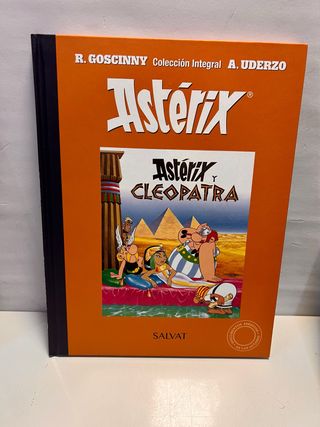 R. GOSCINNY Colección Integral A. UDERZO
Astérix®
Astérix Y
CLEOPATRA
SALVAT